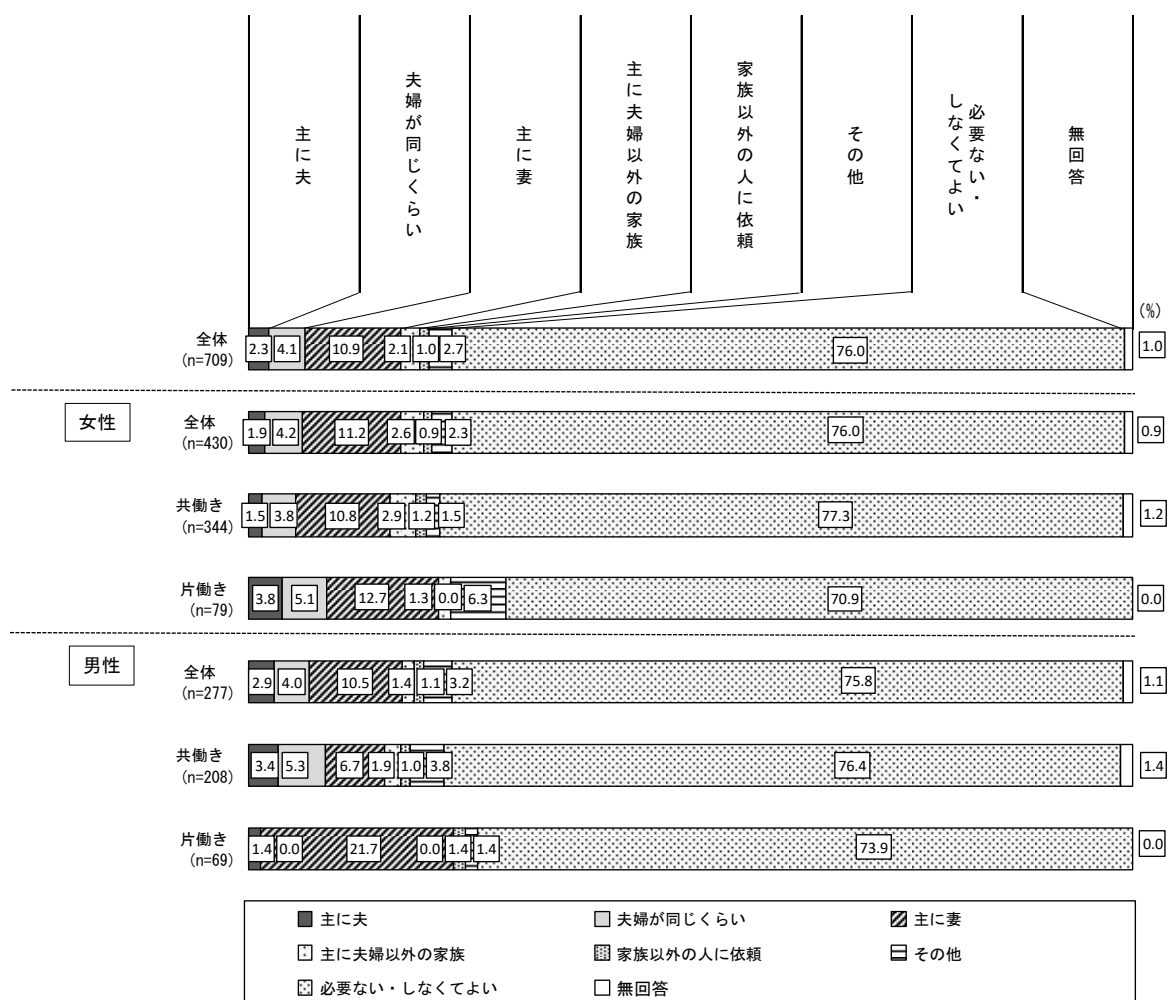 主に夫
夫婦が同じくらい
主に妻
主に夫婦以外の家族
家族以外の人に依頼
その他
必要ない・
しなくてよい
無回答
(%)
全体
(n=709)
2.3 4.1 10.9 2.1 1.0 2.7 76.0 1.0
女性
全体
(n=430)
1.9 4.2 11.2 2.6 0.9 2.3 76.0 0.9
共働き
(n=344)
1.5 3.8 10.8 2.9 1.2 1.5 77.3 1.2
片働き
(n=79)
3.8 5.1 12.7 1.3 0.0 6.3 70.9 0.0
男性
全体
(n=277)
2.9 4.0 10.5 1.4 1.1 3.2 75.8 1.1
共働き
(n=208)
3.4 5.3 6.7 1.9 1.0 3.8 76.4 1.4
片働き
(n=69)
1.4 0.0 21.7 0.0 1.4 1.4 73.9 0.0
主に夫 夫婦が同じくらい 主に妻
主に夫婦以外の家族 家族以外の人に依頼 その他
必要ない・しなくてよい 無回答